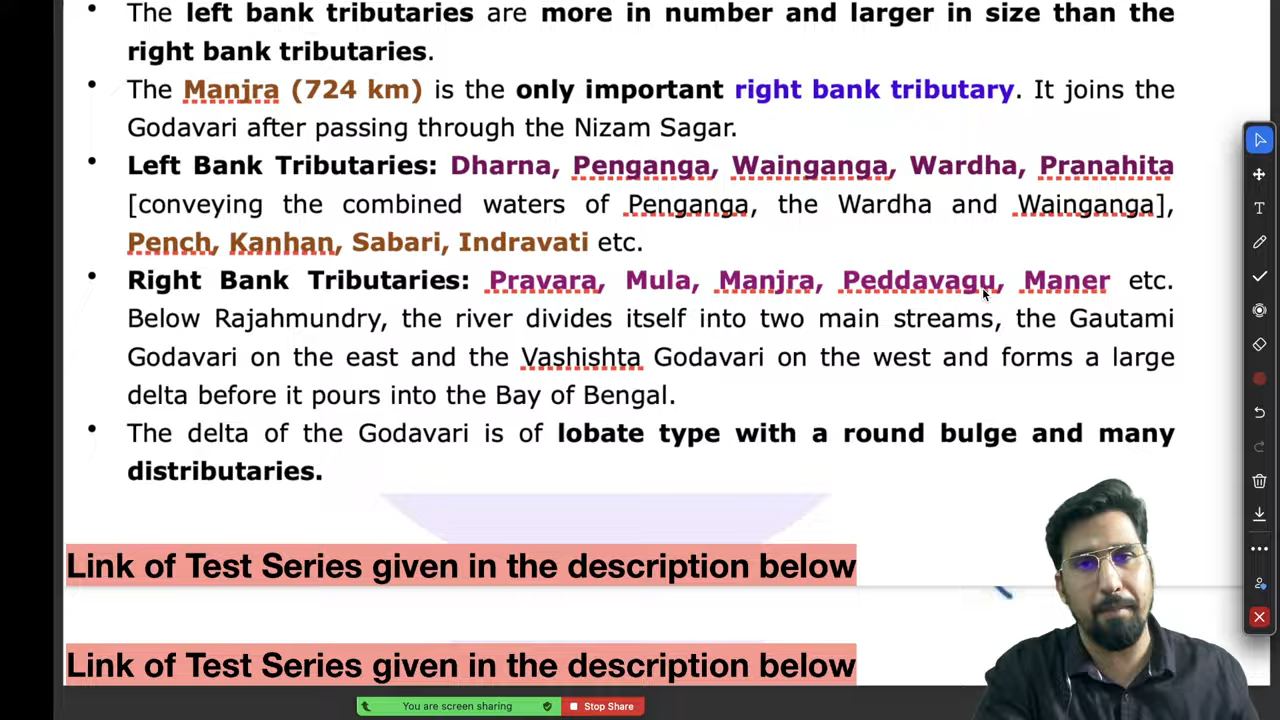 The left bank tributaries are more in number and larger in size than the
right bank tributaries.
The Manjra (724 km) is the only important right bank tributary. It joins the
Godavari after passing through the Nizam Sagar.
Left Bank Tributaries: Dharna, Penganga, Wainganga, Wardha, Pranahita
[conveying the combined waters of Penganga, the Wardha and Wainganga],
Pench, Kanhan, Sabari, Indravati etc.
Right Bank Tributaries: Pravara, Mula, Manjra, Peddavagu, Maner etc.
Below Rajahmundry, the river divides itself into two main streams, the Gautami
Godavari on the east and the Vashishta Godavari on the west and forms a large
delta before it pours into the Bay of Bengal.
The delta of the Godavari is of lobate type with a round bulge and many
distributaries.
Link of Test Series given in the description below
Link of Test Series given in the description below
You are screen sharing
Stop Share